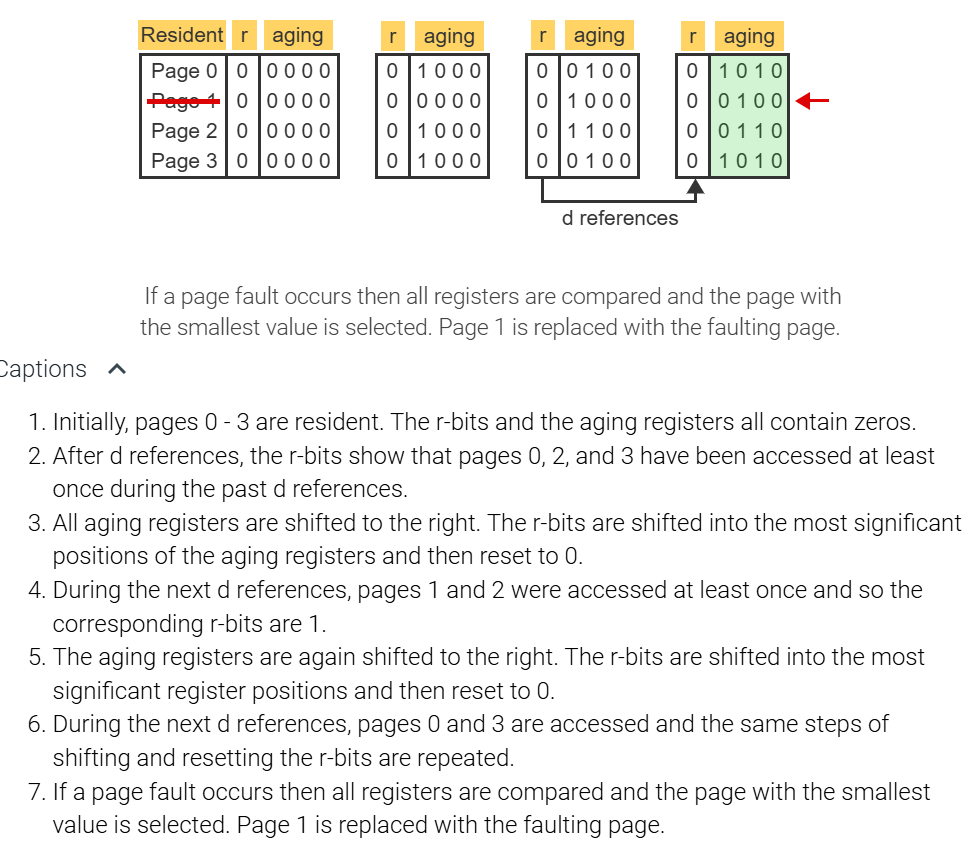 Resident r aging r aging r aging r aging
Page 0 0 0 0 0 0 0 1 0 0 0 0 0 1 0 0 0 1 0 1 0
Page 1 0 0 0 0 0 0 0 0 0 0 0 1 0 0 0 0 0 1 0 0
Page 2 0 0 0 0 0 0 1 0 0 0 0 1 1 0 0 0 0 1 1 0
Page 3 0 0 0 0 0 0 1 0 0 0 0 0 1 0 0 0 1 0 1 0
d references
If a page fault occurs then all registers are compared and the page with
the smallest value is selected. Page 1 is replaced with the faulting page.
Captions
1. Initially, pages 0 - 3 are resident. The r-bits and the aging registers all contain zeros.
2. After d references, the r-bits show that pages 0, 2, and 3 have been accessed at least
once during the past d references.
3. All aging registers are shifted to the right. The r-bits are shifted into the most significant
positions of the aging registers and then reset to 0.
4. During the next d references, pages 1 and 2 were accessed at least once and so the
corresponding r-bits are 1.
5. The aging registers are again shifted to the right. The r-bits are shifted into the most
significant register positions and then reset to 0.
6. During the next d references, pages 0 and 3 are accessed and the same steps of
shifting and resetting the r-bits are repeated.
7. If a page fault occurs then all registers are compared and the page with the smallest
value is selected. Page 1 is replaced with the faulting page.